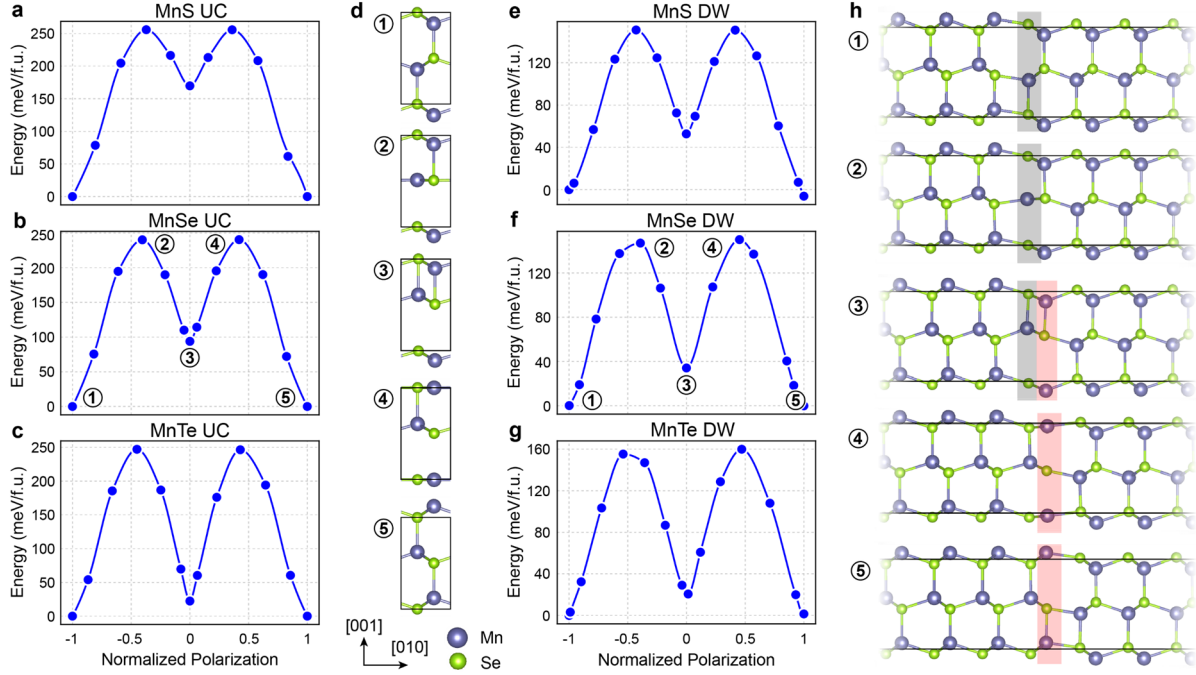 a MnS UC
Energy (meV/f.u.)
250
200
150
100
50
0
b MnSe UC
Energy (meV/f.u.)
250
200
150
100
50
0
① ② ③ ④ ⑤
c MnTe UC
Energy (meV/f.u.)
250
200
150
100
50
0
-1 -0.5 0 0.5 1
Normalized Polarization
d
①
②
③
④
⑤
[001]
[010]
Mn
Se
e MnS DW
Energy (meV/f.u.)
120
80
40
0
f MnSe DW
Energy (meV/f.u.)
160
120
80
40
0
① ② ③ ④ ⑤
g MnTe DW
Energy (meV/f.u.)
160
120
80
40
0
-1 -0.5 0 0.5 1
Normalized Polarization
h
①
②
③
④
⑤